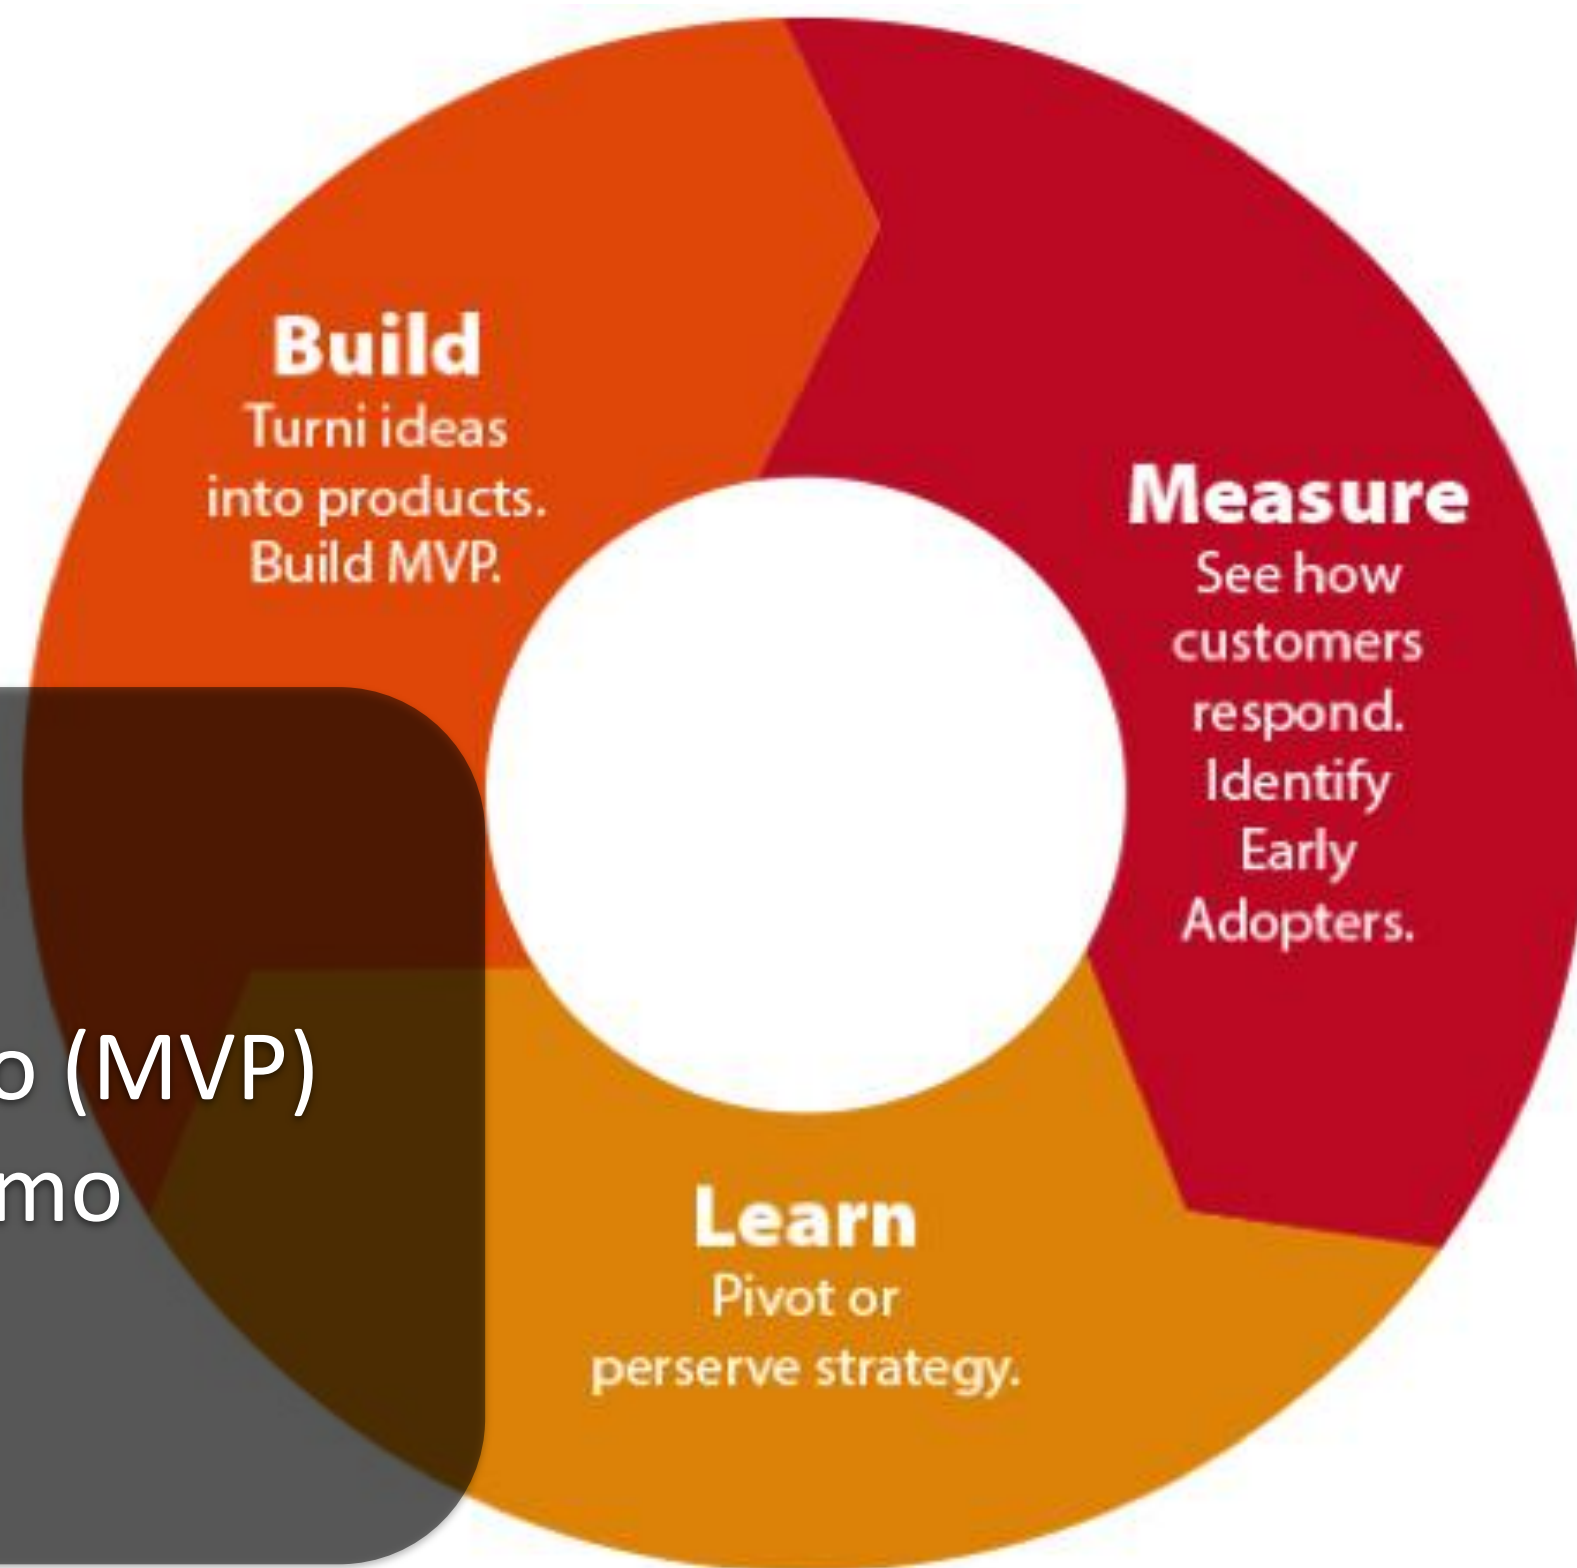 Build
Turni ideas
into products.
Build MVP.
Measure
See how
customers
respond.
Identify
Early
Adopters.
(MVP)
Learn
Pivot or
perserve strategy.